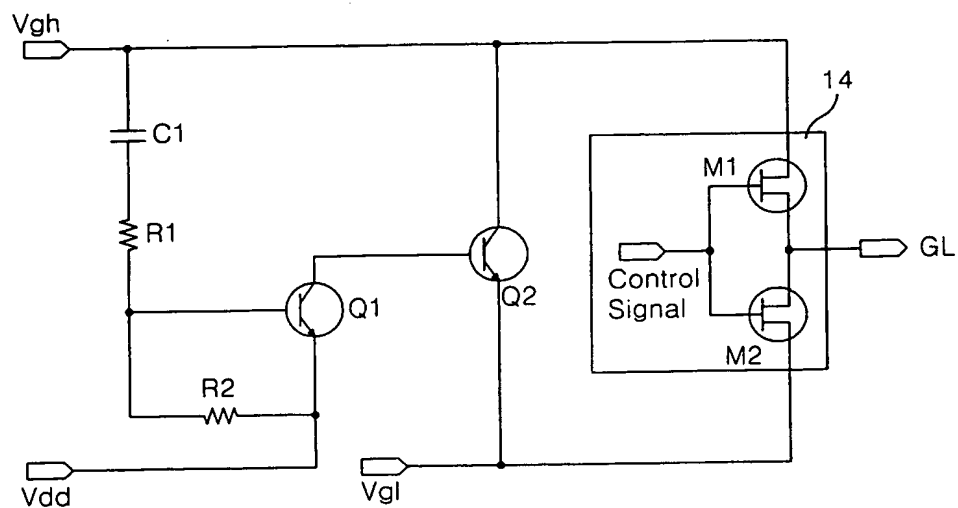 Vgh
14
C1
M1
R1
Control
Signal
GL
Q1
Q2
M2
R2
Vdd
Vgl